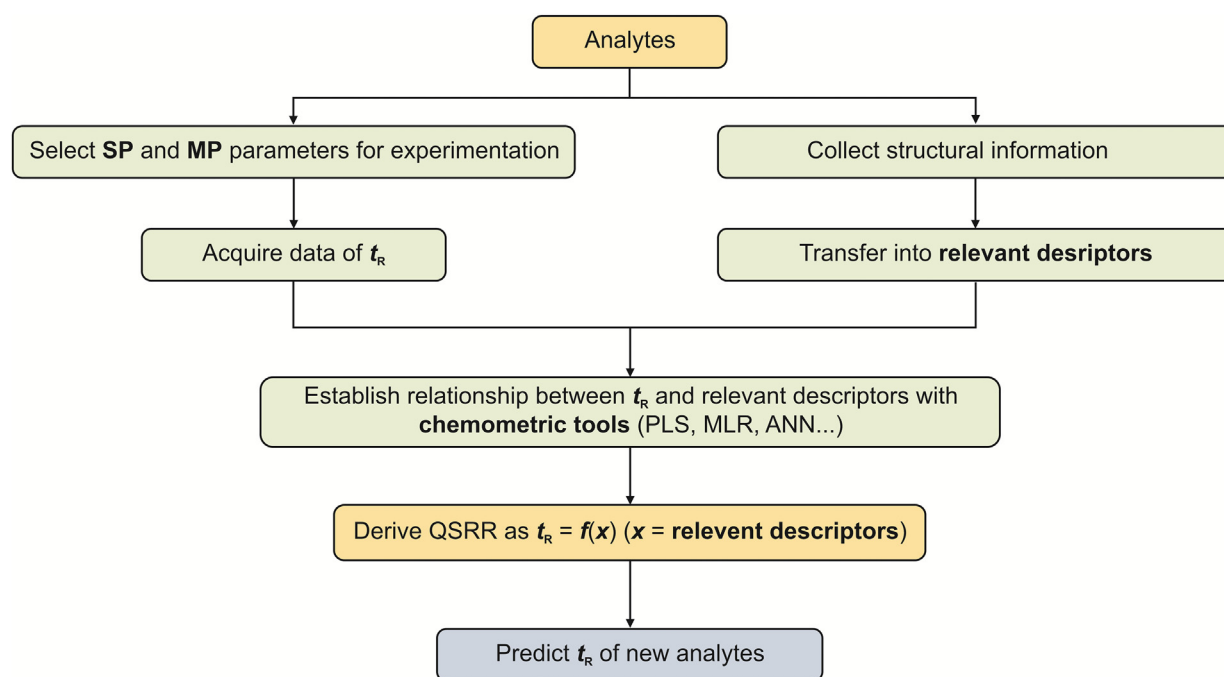 Analytes
Select SP and MP parameters for experimentation
Collect structural information
Acquire data of tR
Transfer into relevant desriptors
Establish relationship between tR and relevant descriptors with
chemometric tools (PLS, MLR, ANN...)
Derive QSRR as tR = f(x) (x = relevent descriptors)
Predict tR of new analytes